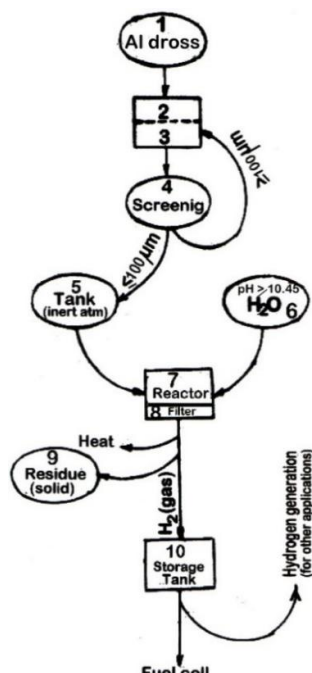 1
Al dross
2
3
≥100μm
4
Screenig
≤100μm
5
Tank
(inert atm)
pH ≥ 10.45
H₂O 6
7
Reactor
8 Filter
Heat
9
Residue
(solid)
H₂(gas)
10
Storage
Tank
Hydrogen generation
(for other applications)
Fuel cell